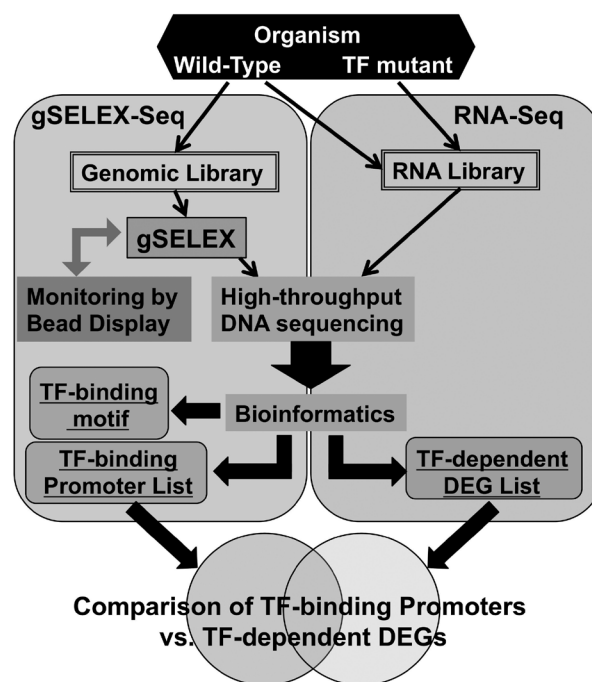 Organism
Wild-Type TF mutant
gSELEX-Seq
RNA-Seq
Genomic Library
RNA Library
gSELEX
Monitoring by
Bead Display
High-throughput
DNA sequencing
TF-binding
motif
Bioinformatics
TF-binding
Promoter List
TF-dependent
DEG List
Comparison of TF-binding Promoters
vs. TF-dependent DEGs